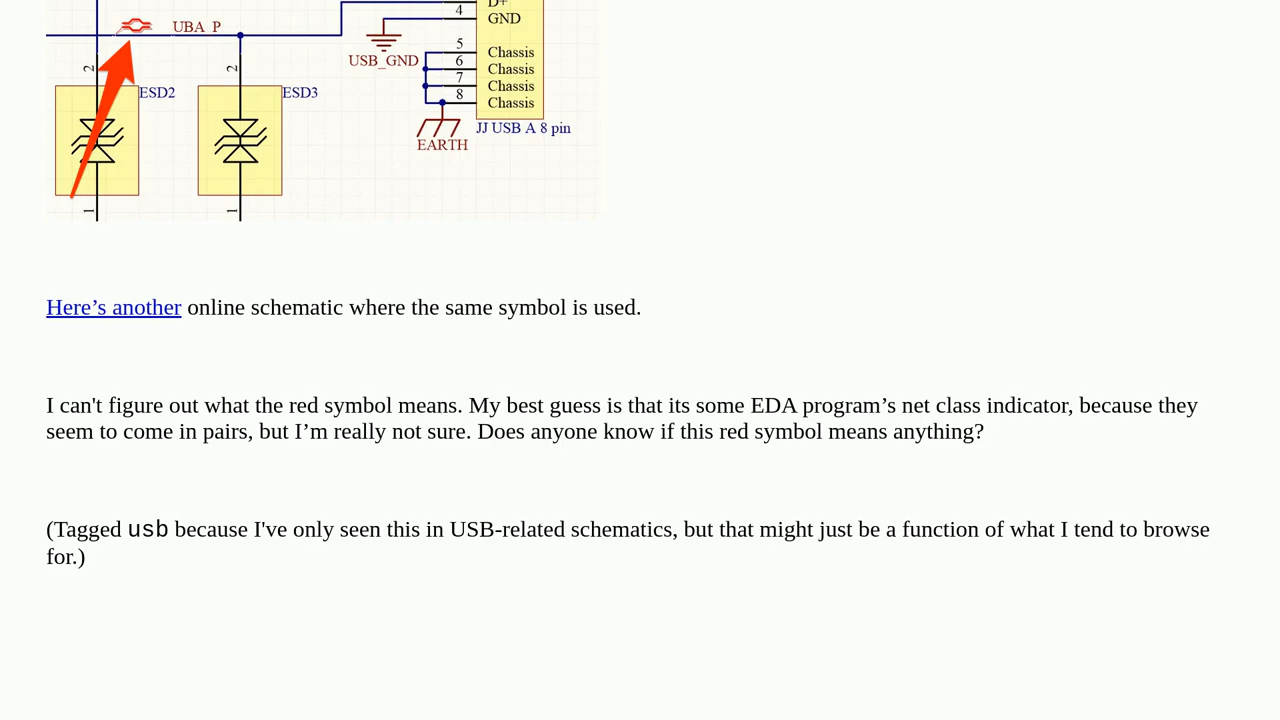 D+
4 GND
UBA P
5 Chassis
USB_GND 6 Chassis
7 Chassis
2 2 ESD2 ESD3 8 Chassis
JJ USB A 8 pin
EARTH
1 1
Here’s another online schematic where the same symbol is used.
I can't figure out what the red symbol means. My best guess is that its some EDA program’s net class indicator, because they
seem to come in pairs, but I’m really not sure. Does anyone know if this red symbol means anything?
(Tagged usb because I've only seen this in USB-related schematics, but that might just be a function of what I tend to browse
for.)